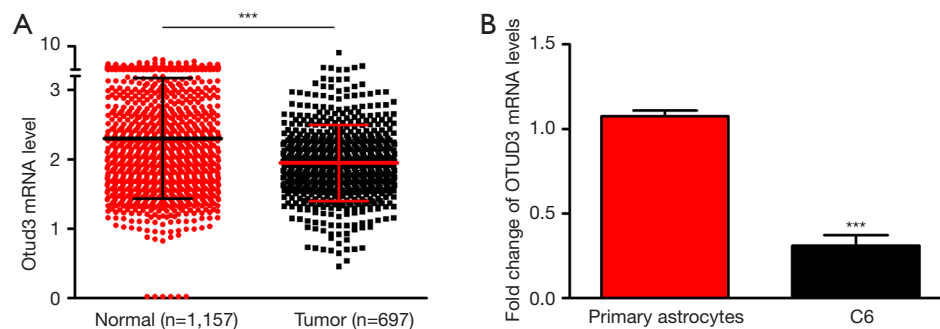 A
***
Otud3 mRNA level
10
3
2
1
0
Normal (n=1,157)
Tumor (n=697)
B
Fold change of OTUD3 mRNA levels
1.5
1.0
0.5
0.0
***
Primary astrocytes
C6